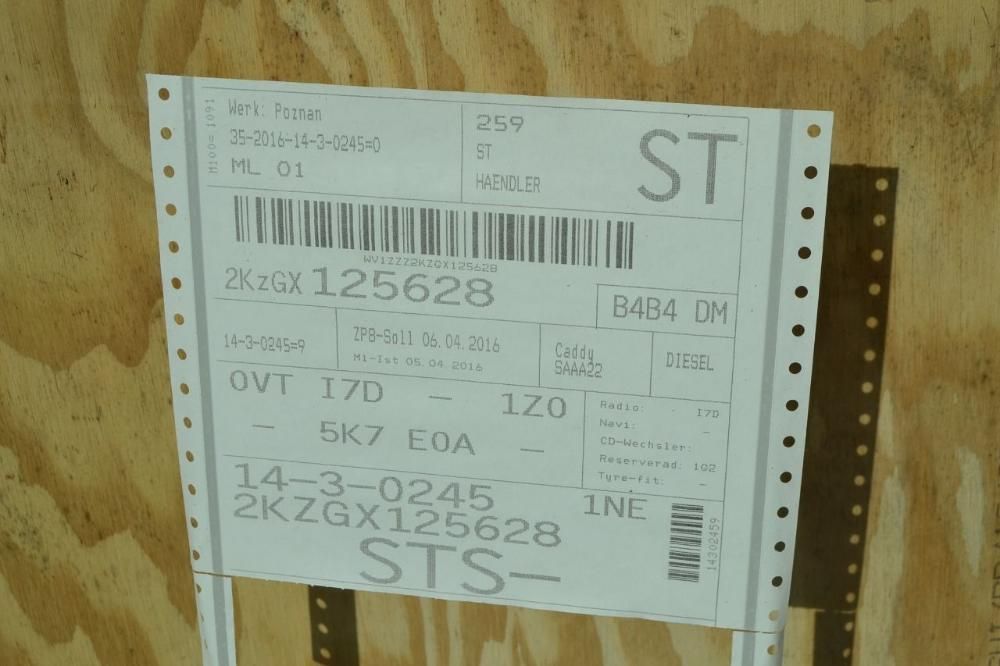 M100= 1091
Werk: Poznan
35-2016-14-3-0245=0
ML 01
259
ST
HAENDLER
ST
WV1ZZZ2KZGX125628
2KzGX 125628
B4B4 DM
14-3-0245=9
ZP8-Soll 06.04.2016
M1-Ist 05.04.2016
Caddy
SAAA22
DIESEL
0VT I7D - 1Z0
- 5K7 E0A -
Radio: - I7D
Navi: -
CD-Wechsler:
Reserverad: 1G2
Tyre-fit: -
14-3-0245
1NE
2KZGX125628
STS-
14302459